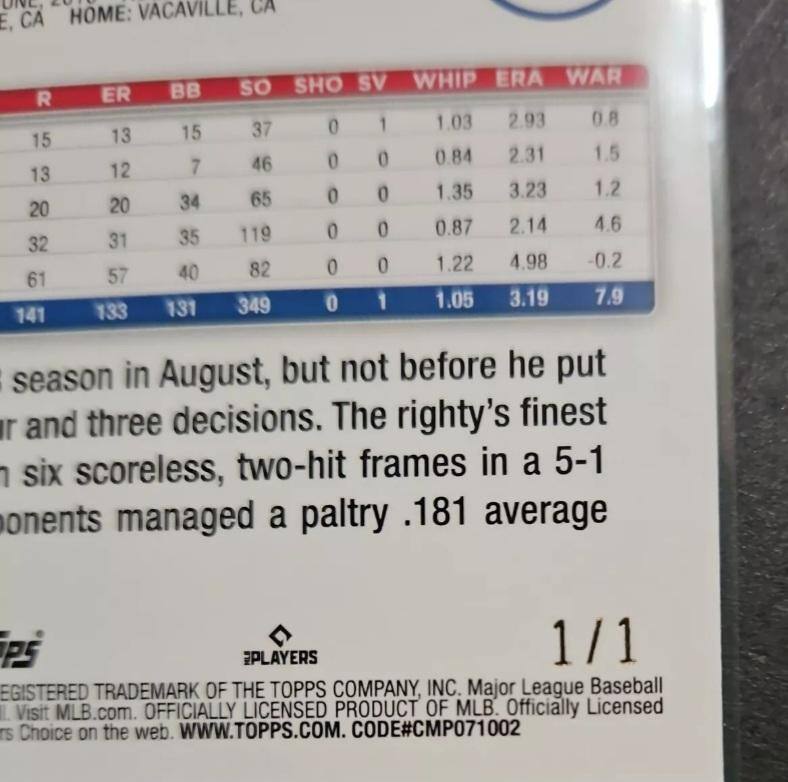 E, CA HOME: VACAVILLE, CA
R ER BB SO SHO SV WHIP ERA WAR
15 13 15 37 0 1 1.03 2.93 0.8
13 12 7 46 0 0 0.84 2.31 1.5
20 20 34 65 0 0 1.35 3.23 1.2
32 31 35 119 0 0 0.87 2.14 4.6
61 57 40 82 0 0 1.22 4.98 -0.2
141 133 131 349 0 1 1.05 3.19 7.9
season in August, but not before he put
and three decisions. The righty's finest
six scoreless, two-hit frames in a 5-1
ponents managed a paltry .181 average
PLAYERS 1/1
EGISTERED TRADEMARK OF THE TOPPS COMPANY, INC. Major League Baseball
Visit MLB.com. OFFICIALLY LICENSED PRODUCT OF MLB. Officially Licensed
rs Choice on the web. WWW.TOPPS.COM. CODE#CMP071002